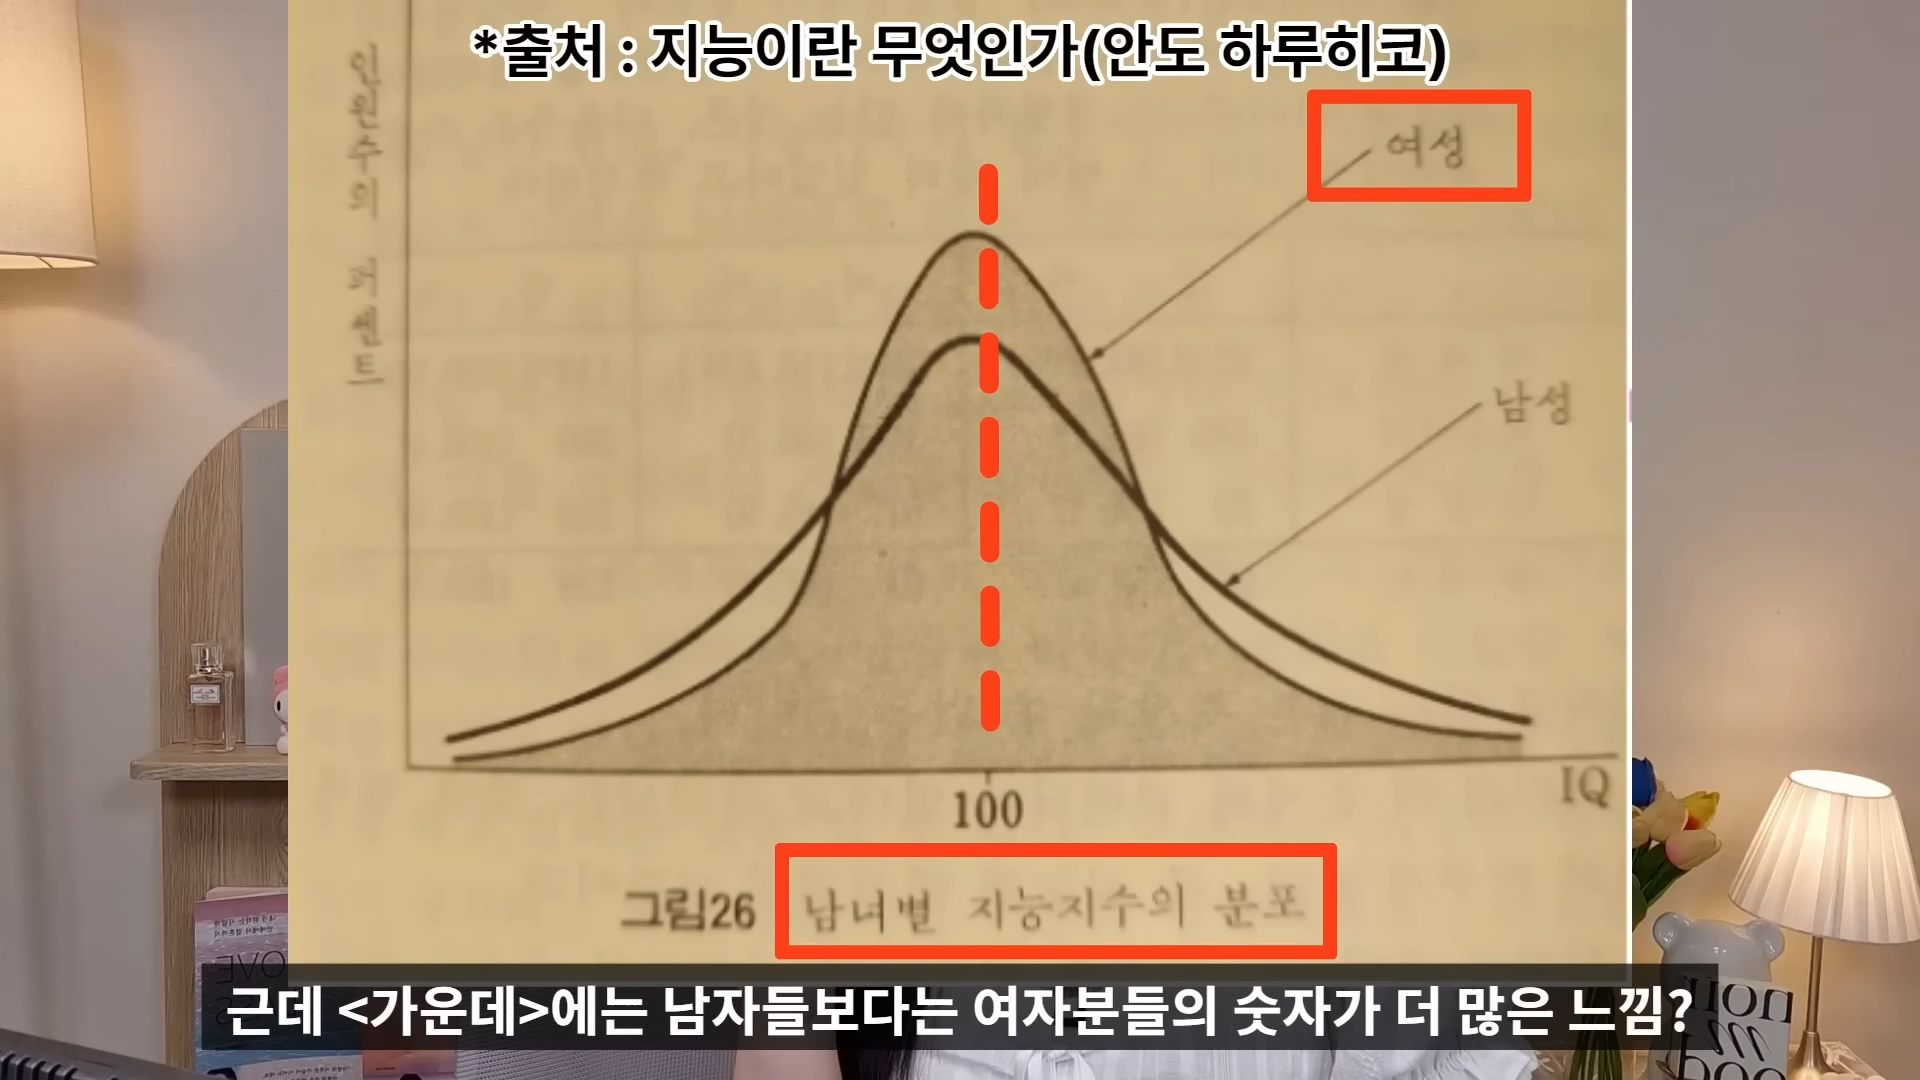 *출처 : 지능이란 무엇인가(안도 하루히코)
인원수의 퍼센트
여성
남성
100
IQ
그림26 남녀별 지능지수의 분포
근데 <가운데>에는 남자들보다는 여자분들의 숫자가 더 많은 느낌?